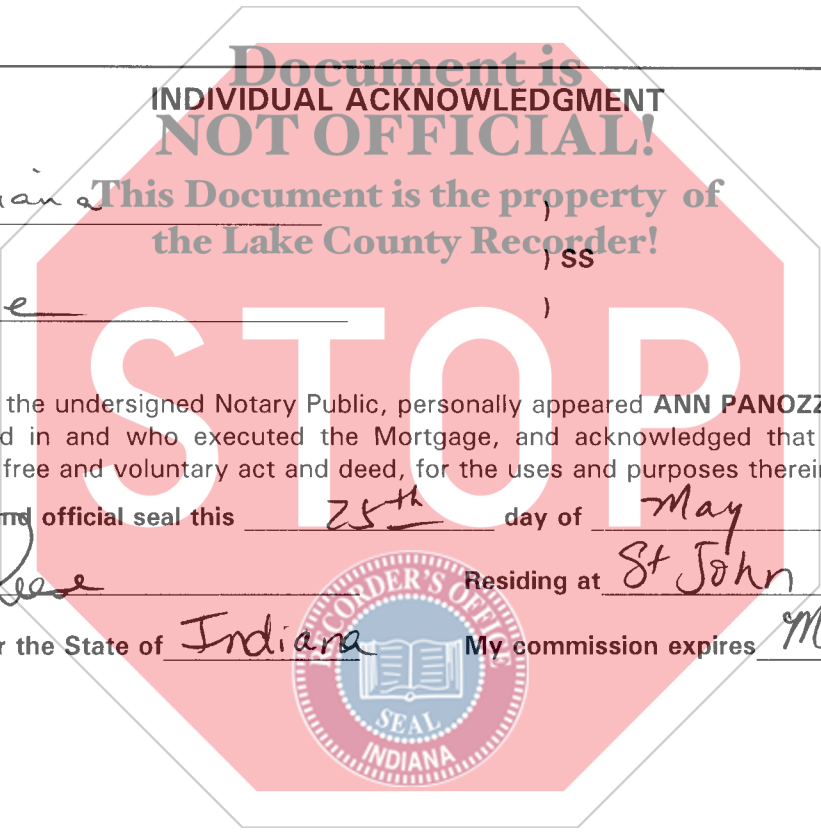 Document is
INDIVIDUAL ACKNOWLEDGMENT
NOT OFFICIAL!
iana This Document is the property of
)
the Lake County Recorder!
) SS
e
)
STOP
the undersigned Notary Public, personally appeared ANN PANOZZ
d in and who executed the Mortgage, and acknowledged that
free and voluntary act and deed, for the uses and purposes therein
nd official seal this 25th day of May
Residing at St John
r the State of Indiana My commission expires M
RECORDER'S OFFICE
SEAL
INDIANA